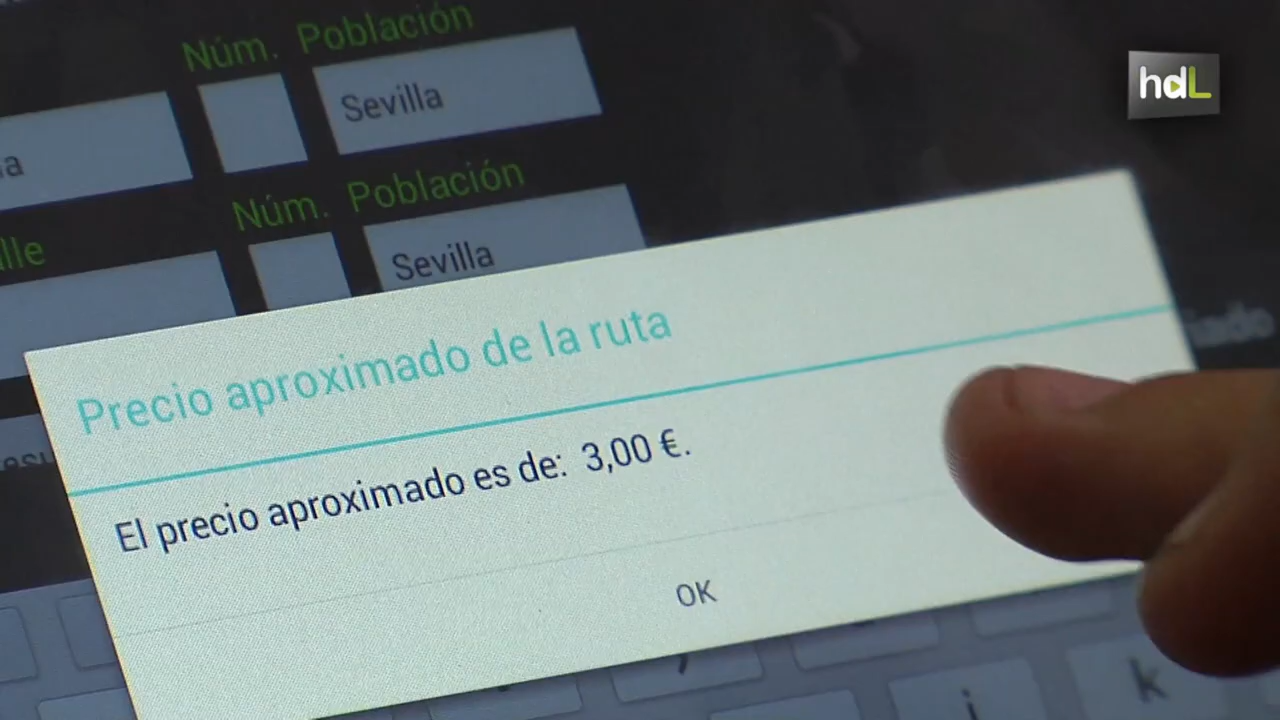 Núm. Población
Sevilla
hdL
Núm. Población
lle
Sevilla
Precio aproximado de la ruta
El precio aproximado es de: 3,00 €.
OK
j
k